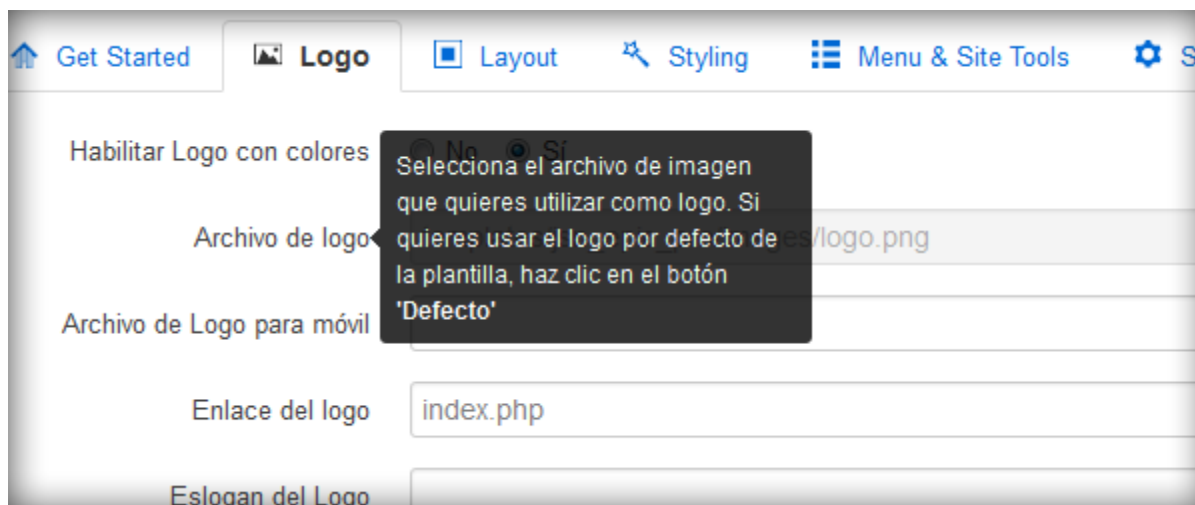 Get Started Logo Layout Styling Menu & Site Tools
Habilitar Logo con colores No Sí
Selecciona el archivo de imagen
que quieres utilizar como logo. Si
Archivo de logo quieres usar el logo por defecto de /logo.png
la plantilla, haz clic en el botón
'Defecto'
Archivo de Logo para móvil
Enlace del logo index.php
Eslogan del Logo